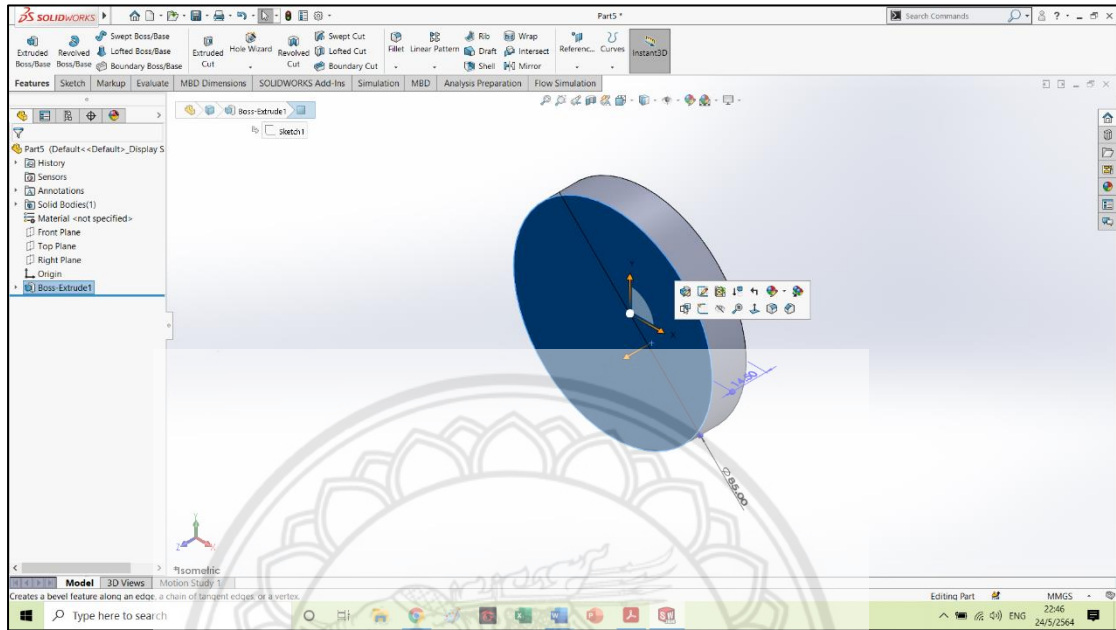 SOLIDWORKS
Part5 *
Search Commands
Extruded Boss/Base
Revolved Boss/Base
Swept Boss/Base
Lofted Boss/Base
Boundary Boss/Base
Extruded Cut
Hole Wizard
Revolved Cut
Swept Cut
Lofted Cut
Boundary Cut
Fillet
Linear Pattern
Rib
Draft
Shell
Wrap
Intersect
Mirror
Referenc...
Curves
Instant3D
Features Sketch Markup Evaluate MBD Dimensions SOLIDWORKS Add-Ins Simulation MBD Analysis Preparation Flow Simulation
Boss-Extrude1
Sketch1
Part5 (Default<<Default>_Display S
History
Sensors
Annotations
Solid Bodies(1)
Material <not specified>
Front Plane
Top Plane
Right Plane
Origin
Boss-Extrude1
14.50
Ø85.00
*Isometric
Model 3D Views Motion Study 1
Creates a bevel feature along an edge, a chain of tangent edges, or a vertex.
Editing Part
MMGS
Type here to search
ENG
22:46
24/5/2564